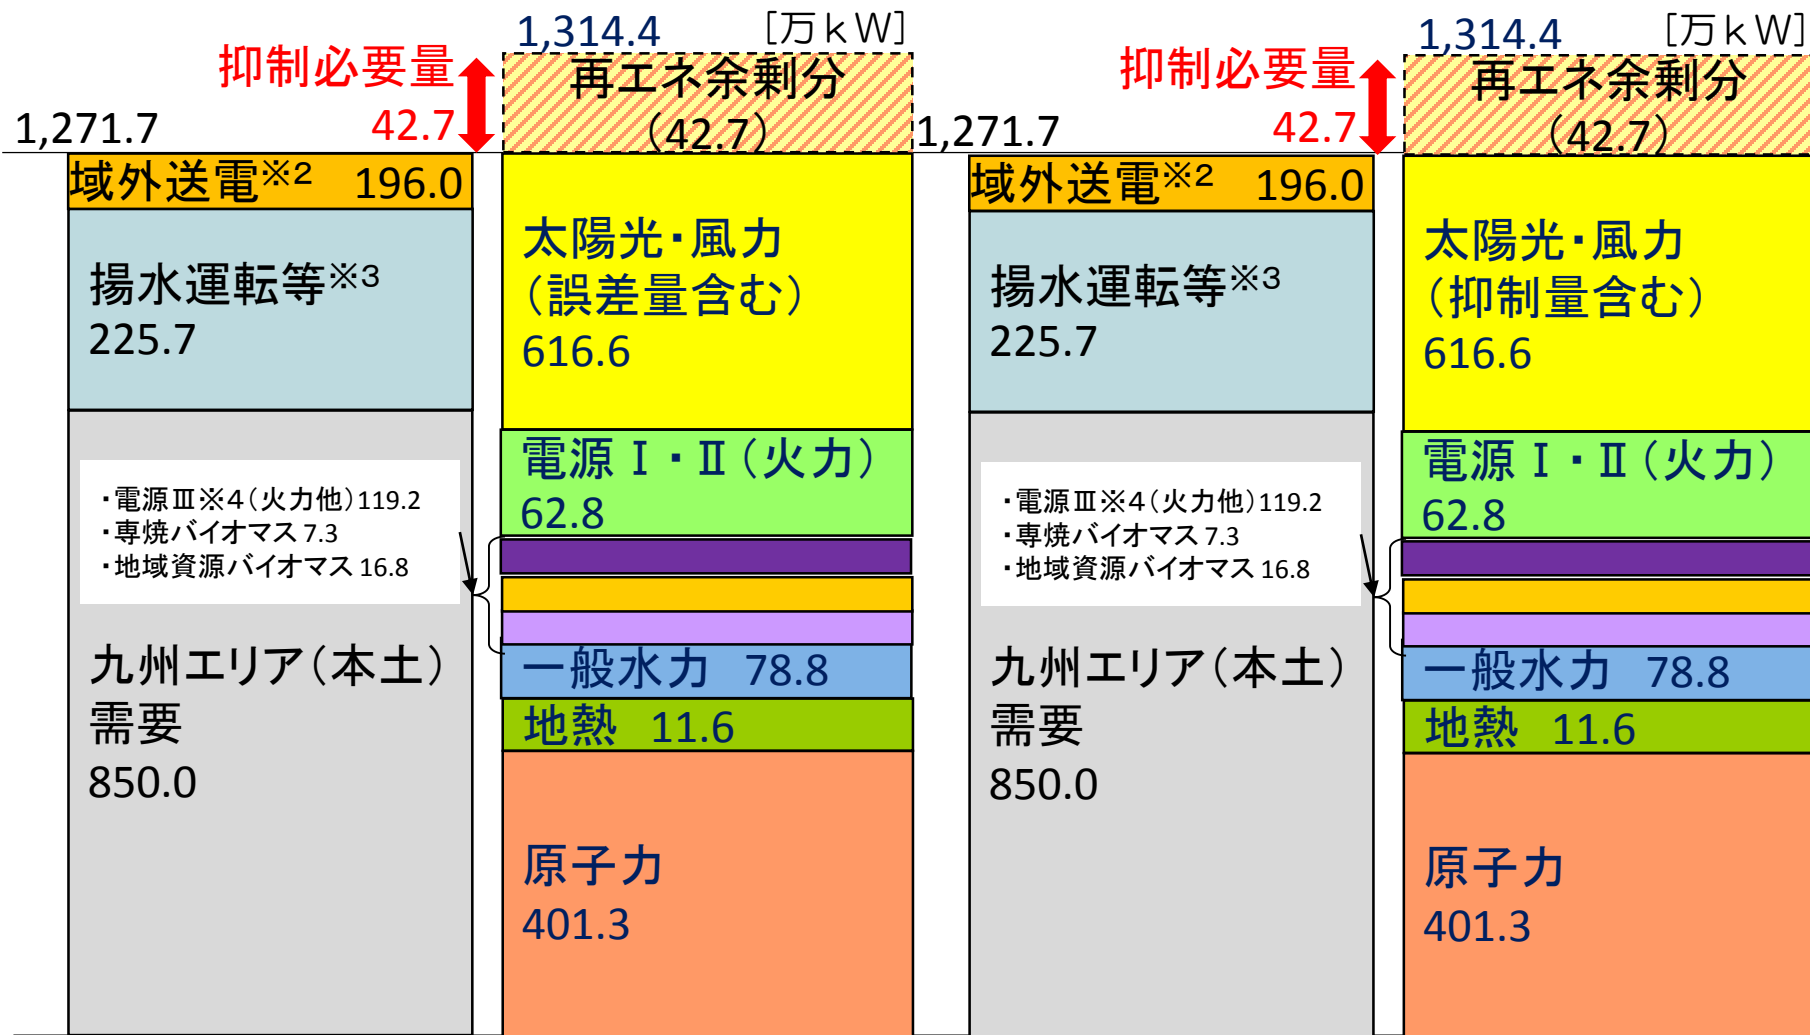 1,314.4 [万kW]
抑制必要量
42.7
再エネ余剰分
(42.7)
1,271.7
域外送電※2 196.0
揚水運転等※3
225.7
太陽光・風力
(誤差量含む)
616.6
電源Ⅰ・Ⅱ(火力)
62.8
・電源Ⅲ※4(火力他)119.2
・専焼バイオマス 7.3
・地域資源バイオマス 16.8
九州エリア(本土)
需要
850.0
一般水力 78.8
地熱 11.6
原子力
401.3
1,314.4 [万kW]
抑制必要量
42.7
再エネ余剰分
(42.7)
1,271.7
域外送電※2 196.0
揚水運転等※3
225.7
太陽光・風力
(抑制量含む)
616.6
電源Ⅰ・Ⅱ(火力)
62.8
・電源Ⅲ※4(火力他)119.2
・専焼バイオマス 7.3
・地域資源バイオマス 16.8
九州エリア(本土)
需要
850.0
一般水力 78.8
地熱 11.6
原子力
401.3